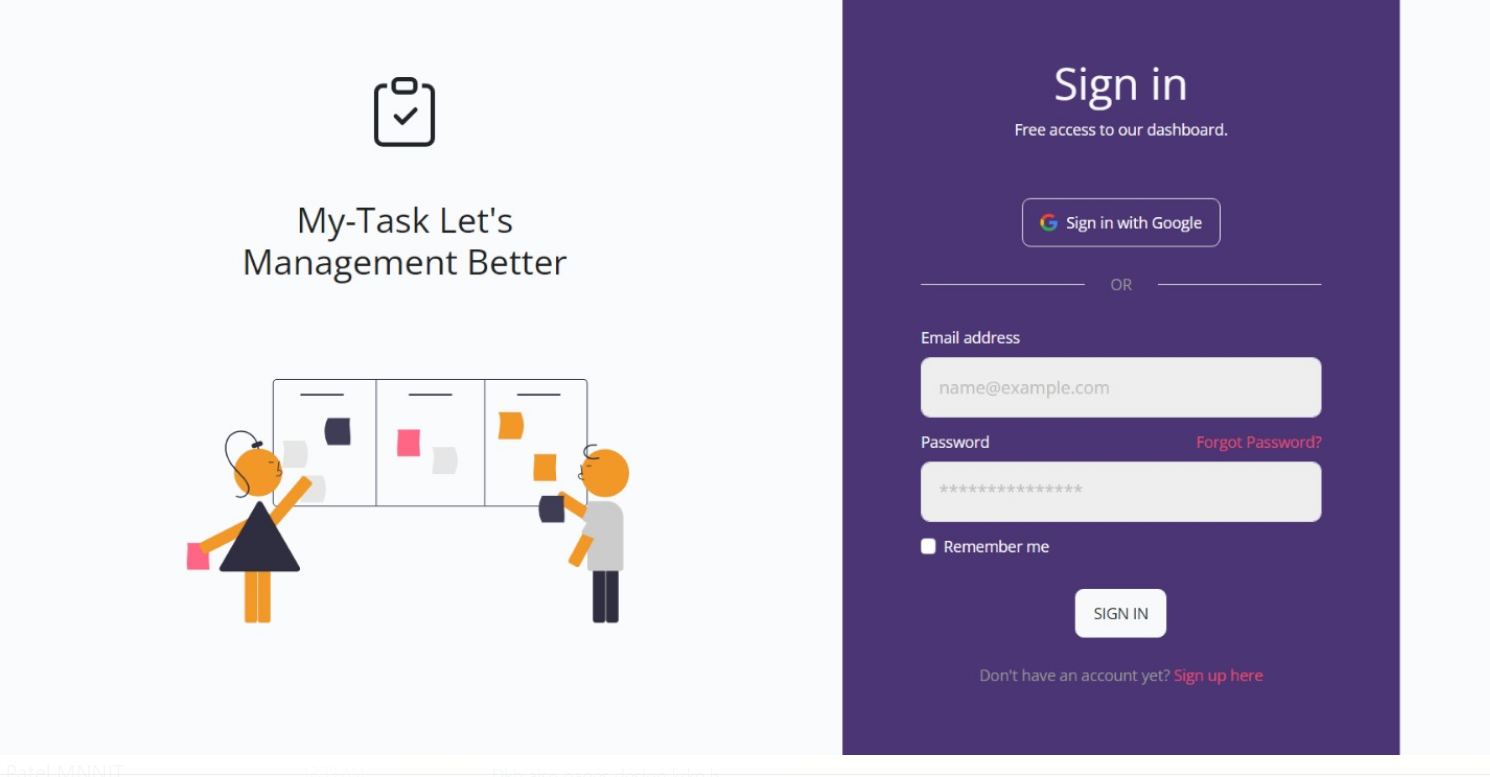 My-Task Let's
Management Better
Sign in
Free access to our dashboard.
Sign in with Google
OR
Email address
name@example.com
Password Forgot Password?
***************
Remember me
SIGN IN
Don't have an account yet? Sign up here
Patel MNNIT